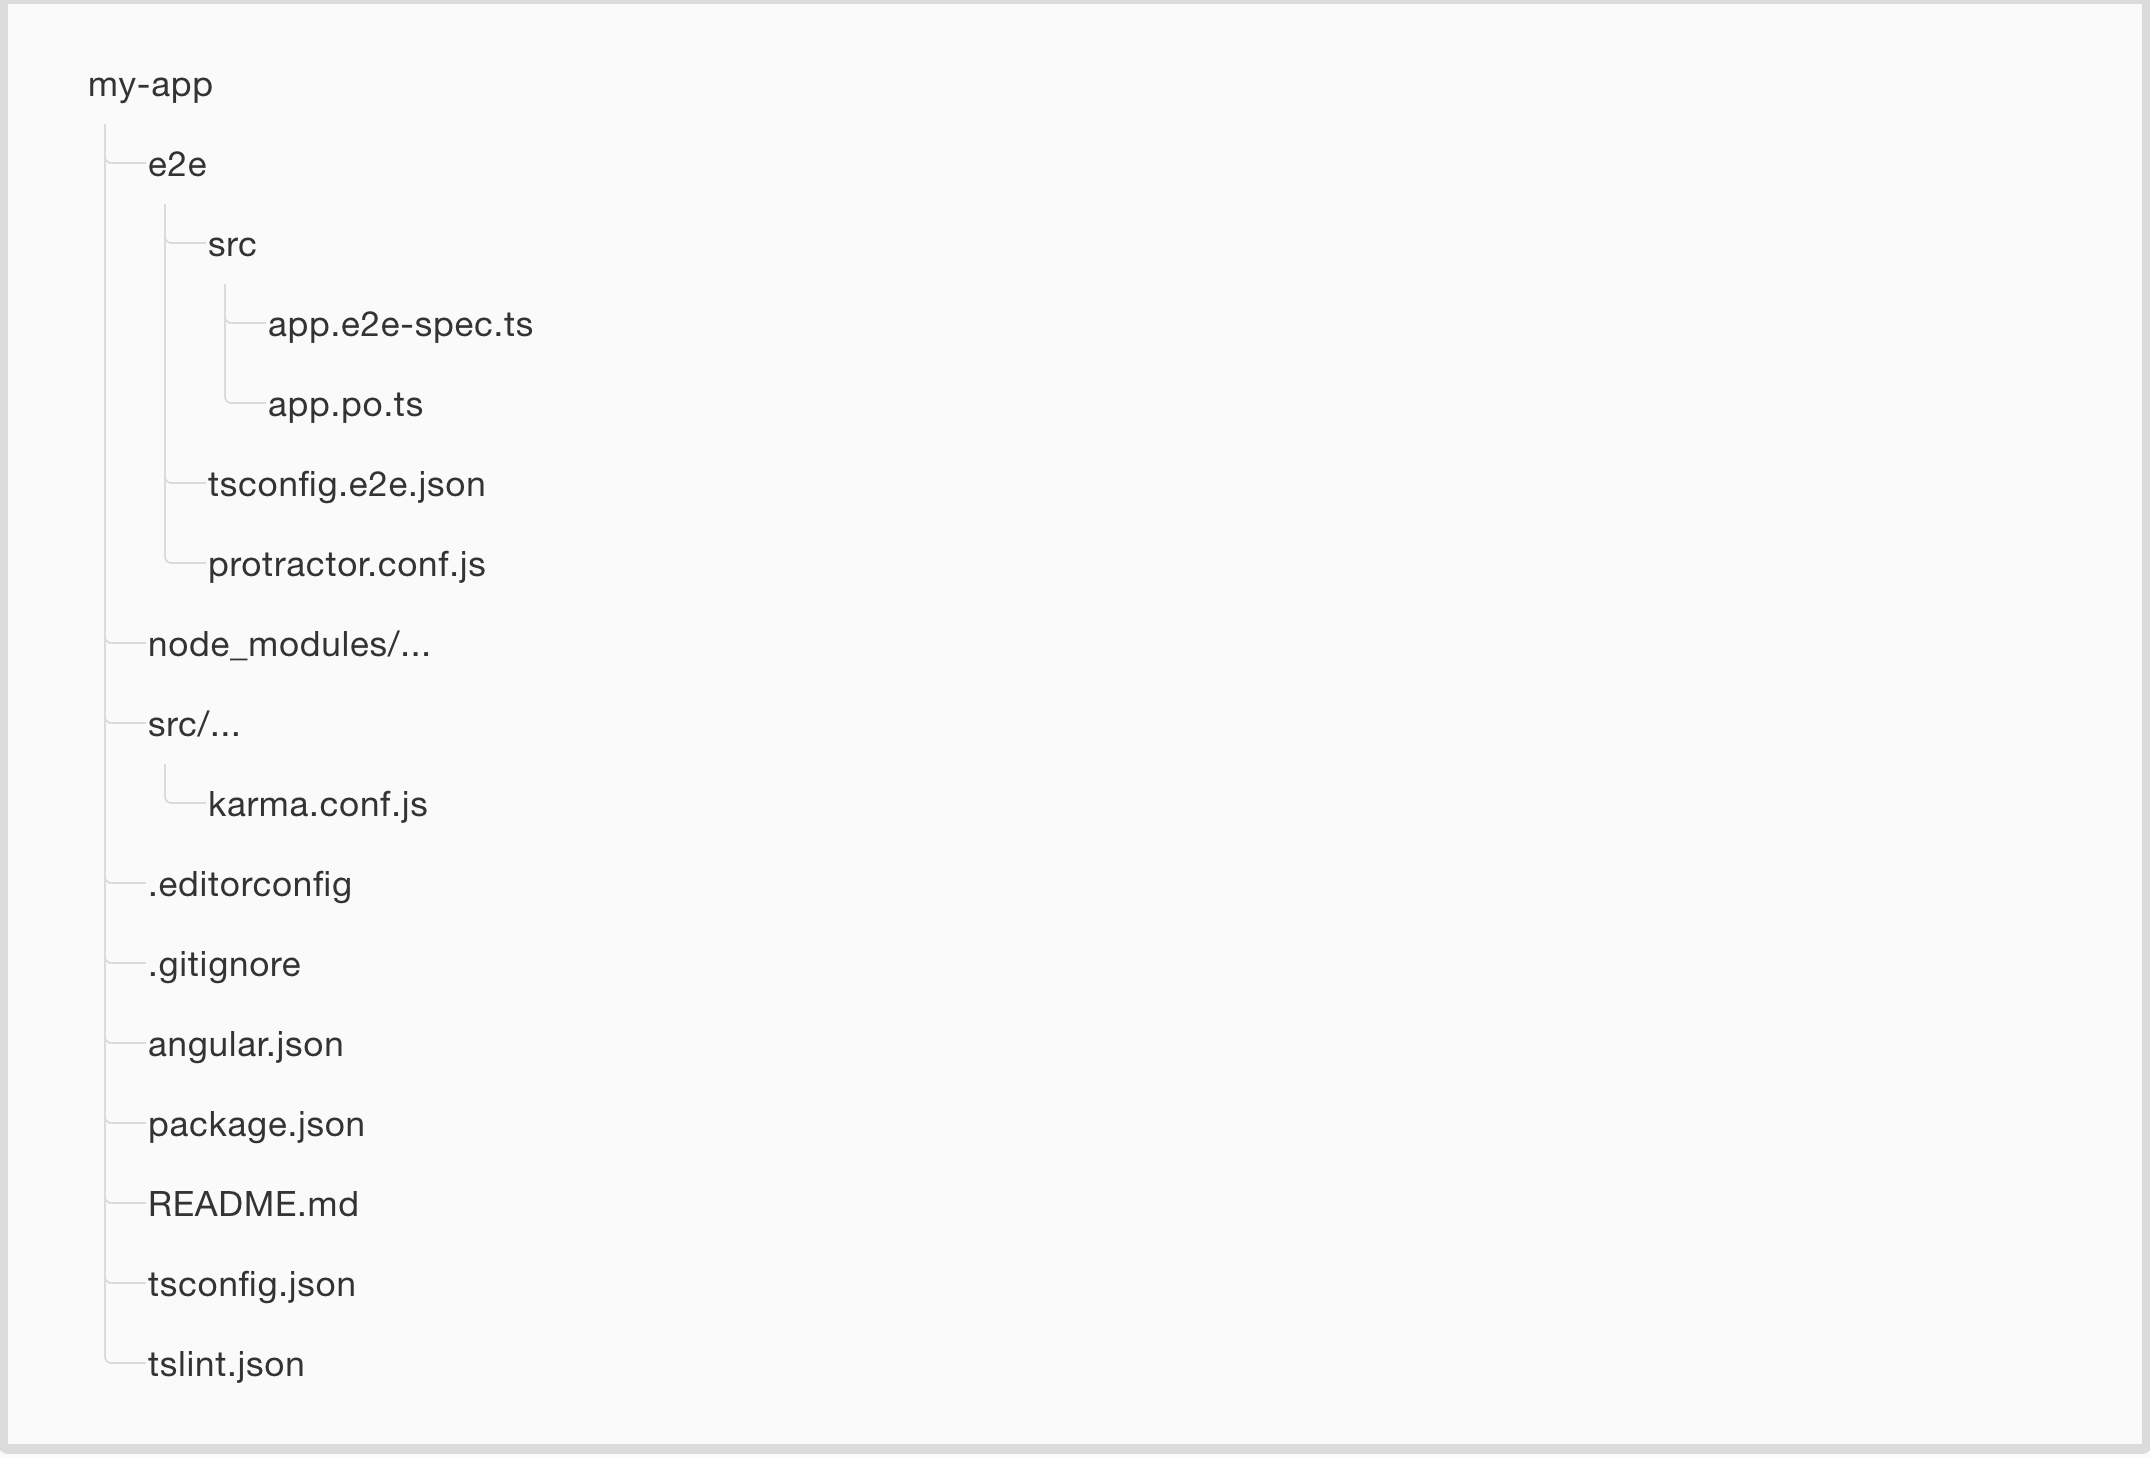 my-app
e2e
src
app.e2e-spec.ts
app.po.ts
tsconfig.e2e.json
protractor.conf.js
node_modules/...
src/...
karma.conf.js
.editorconfig
.gitignore
angular.json
package.json
README.md
tsconfig.json
tslint.json